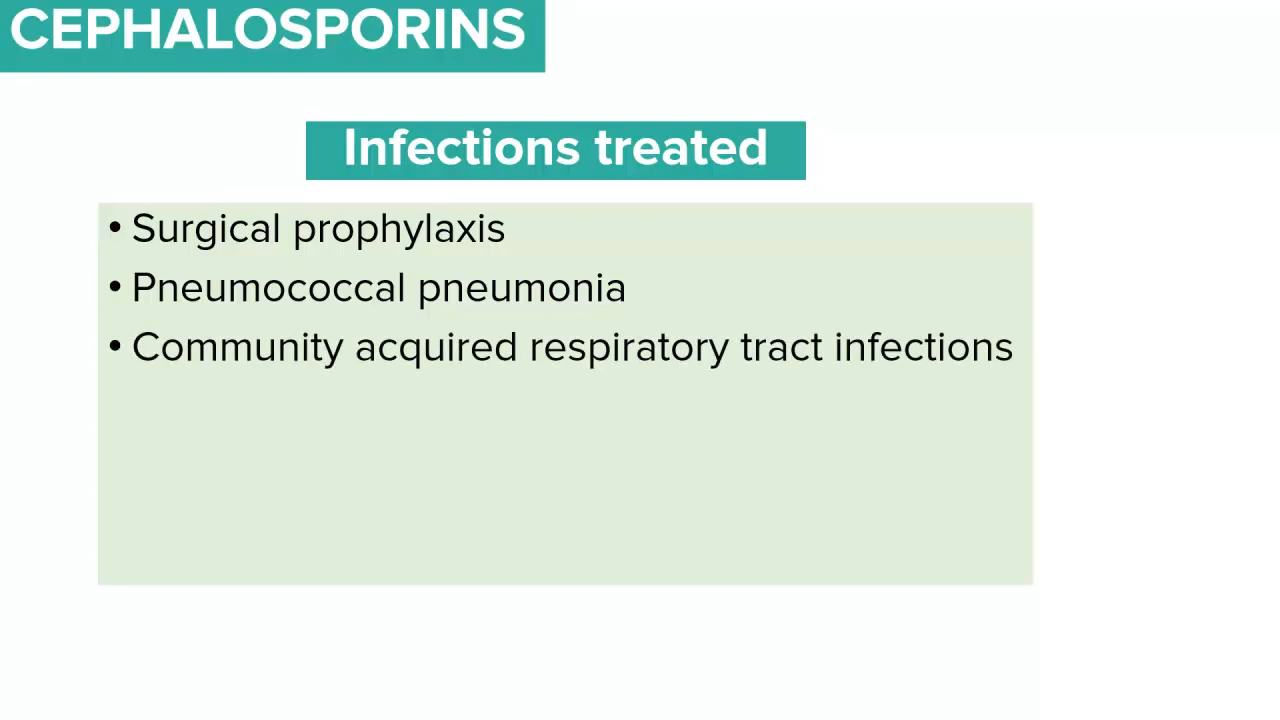 CEPHALOSPORINS
Infections treated
• Surgical prophylaxis
• Pneumococcal pneumonia
• Community acquired respiratory tract infections